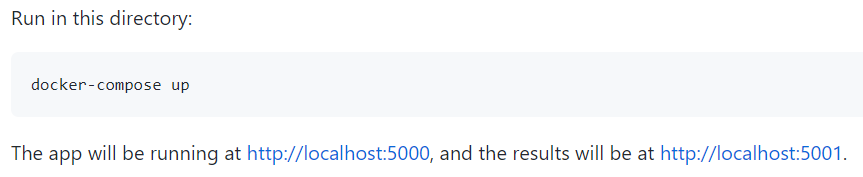 Run in this directory:
docker-compose up
The app will be running at http://localhost:5000, and the results will be at http://localhost:5001.